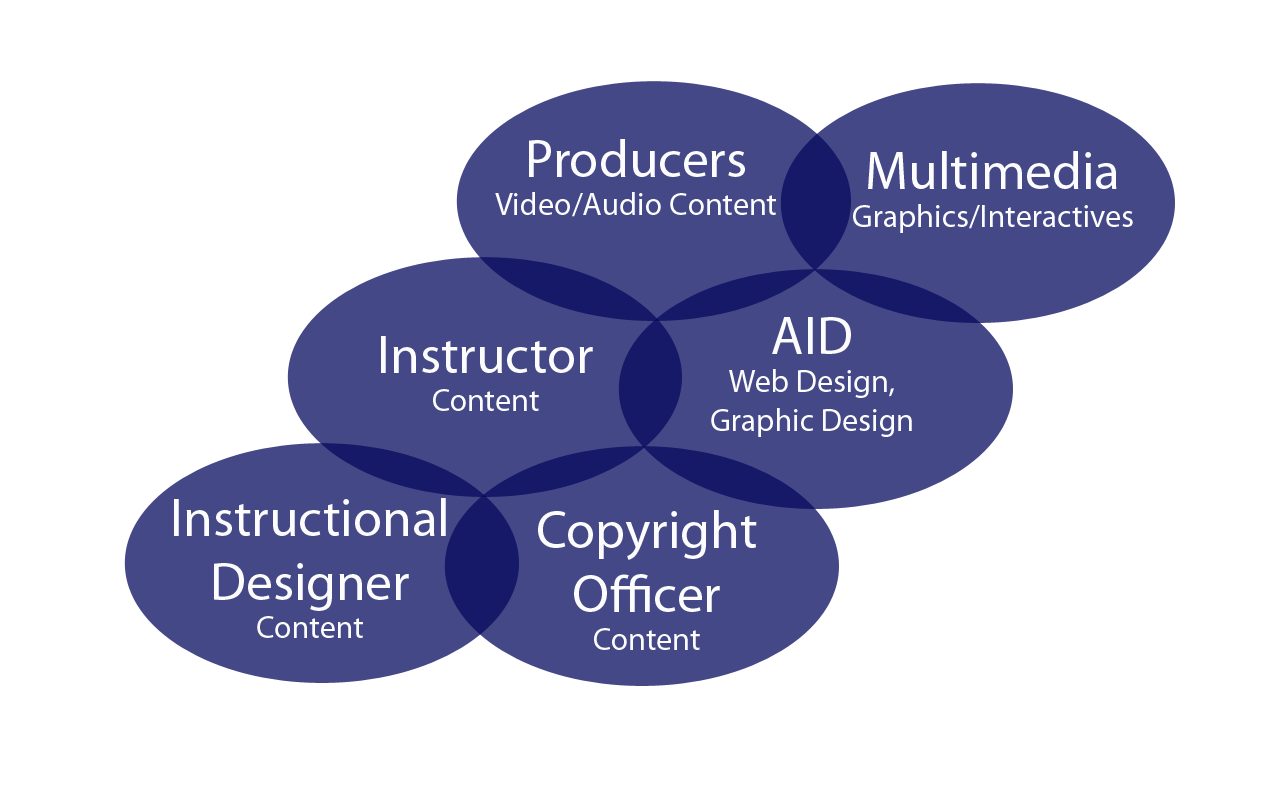 Producers
Video/Audio Content
Multimedia
Graphics/Interactives
Instructor
Content
AID
Web Design,
Graphic Design
Instructional
Designer
Content
Copyright
Officer
Content